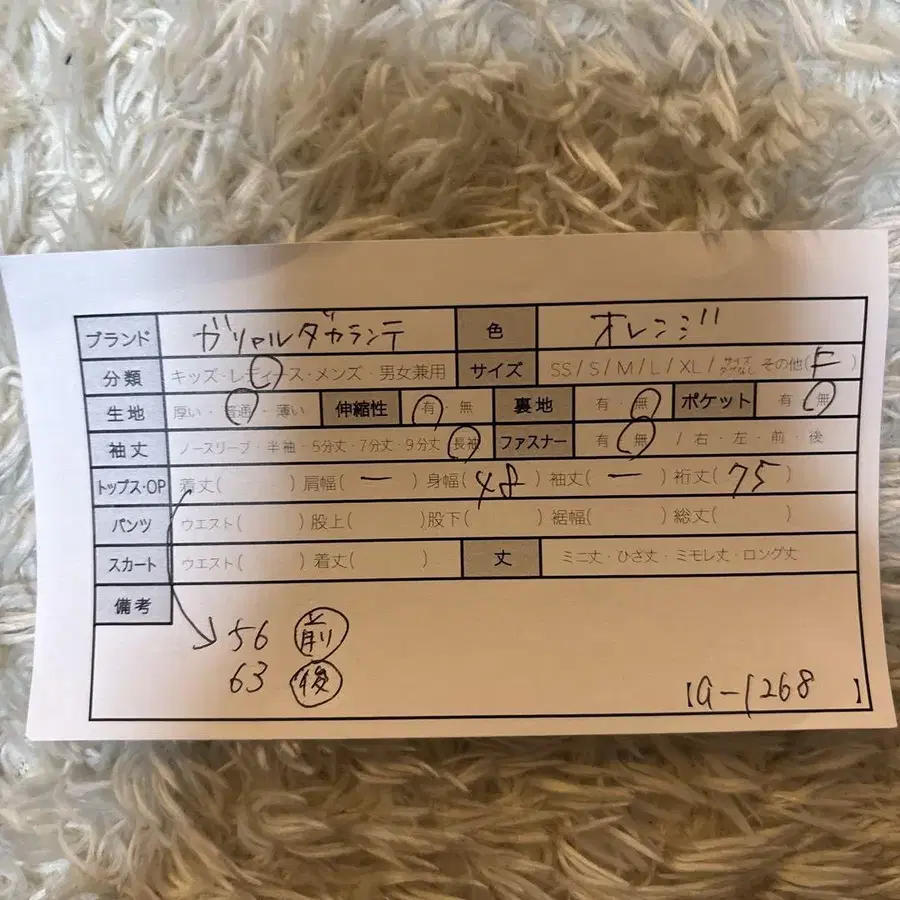 ブランド ガリャルダガランテ 色 オレンジ
分類 キッズ・レディース・メンズ・男女兼用 サイズ SS / S / M / L / XL / サイズタグなし その他(F)
生地 厚い・普通・薄い 伸縮性 有・無 裏地 有・無 ポケット 有・無
袖丈 ノースリーブ・半袖・5分丈・7分丈・9分丈・長袖 ファスナー 有・無 / 右・左・前・後
トップス・OP 着丈( ) 肩幅( ー ) 身幅( 48 ) 袖丈( ー ) 裄丈( 75 )
パンツ ウエスト( ) 股上( ) 股下( ) 裾幅( ) 総丈( )
スカート ウエスト( ) 着丈( ) 丈 ミニ丈・ひざ丈・ミモレ丈・ロング丈
備考
56 前
63 後
【a-1268 】